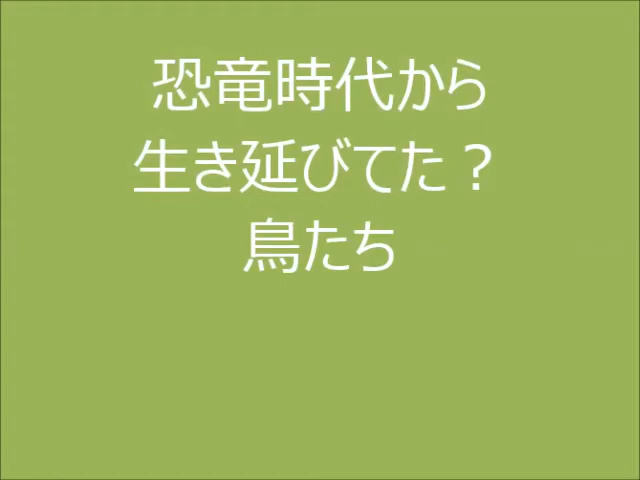 恐竜時代から
生き延びてた？
鳥たち